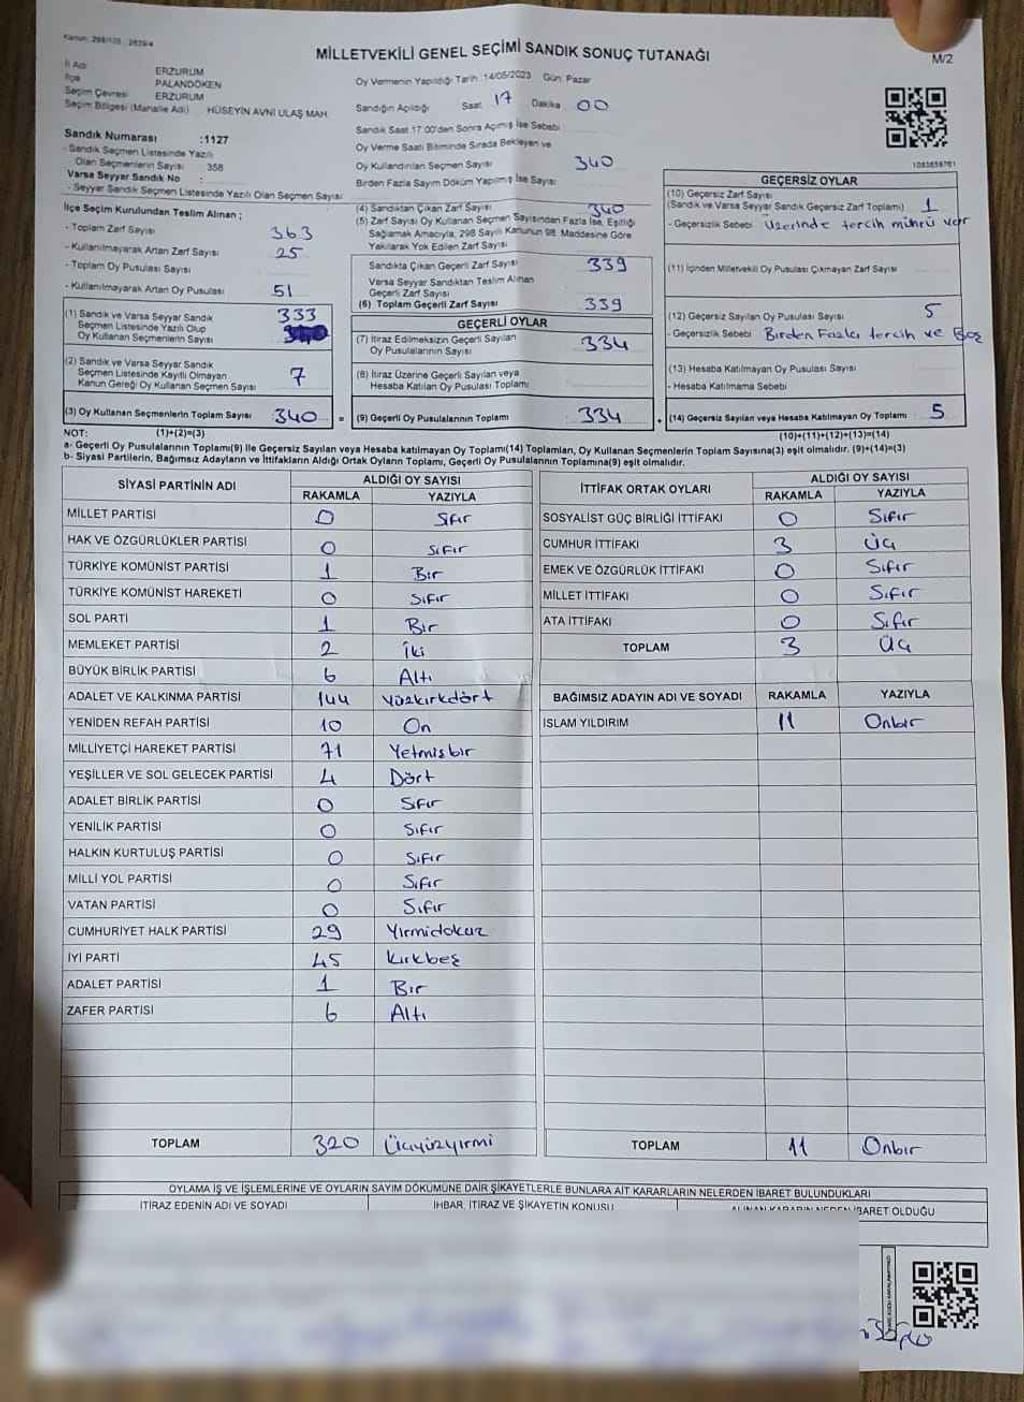 Kanun: 298/105 2839/4
MİLLETVEKİLİ GENEL SEÇİMİ SANDIK SONUÇ TUTANAĞI
M/2
İl Adı ERZURUM
İlçe PALANDÖKEN
Seçim Çevresi ERZURUM
Seçim Bölgesi (Mahalle Adı) HÜSEYİN AVNİ ULAŞ MAH.
Sandık Numarası :1127
- Sandık Seçmen Listesinde Yazılı
Olan Seçmenlerin Sayısı 358
Varsa Seyyar Sandık No :
- Seyyar Sandık Seçmen Listesinde Yazılı Olan Seçmen Sayısı
Oy Vermenin Yapıldığı Tarih :14/05/2023 Gün: Pazar
Sandığın Açıldığı Saat 17 Dakika 00
Sandık Saat 17.00'den Sonra Açılmış İse Sebebi
Oy Verme Saati Bitiminde Sırada Bekleyen ve
Oy Kullandırılan Seçmen Sayısı 340
Birden Fazla Sayım Döküm Yapılmış İse Sayısı
İlçe Seçim Kurulundan Teslim Alınan ;
- Toplam Zarf Sayısı 363
- Kullanılmayarak Artan Zarf Sayısı 25
- Toplam Oy Pusulası Sayısı
- Kullanılmayarak Artan Oy Pusulası 51
(1) Sandık ve Varsa Seyyar Sandık 333
Seçmen Listesinde Yazılı Olup
Oy Kullanan Seçmenlerin Sayısı
(2) Sandık ve Varsa Seyyar Sandık
Seçmen Listesinde Kayıtlı Olmayan 7
Kanun Gereği Oy Kullanan Seçmen Sayısı
(3) Oy Kullanan Seçmenlerin Toplam Sayısı 340 =
(4) Sandıktan Çıkan Zarf Sayısı 340
(5) Zarf Sayısı Oy Kullanan Seçmen Sayısından Fazla İse, Eşitliği
Sağlamak Amacıyla, 298 Sayılı Kanunun 98. Maddesine Göre
Yakılarak Yok Edilen Zarf Sayısı
Sandıkta Çıkan Geçerli Zarf Sayısı 339
Varsa Seyyar Sandıktan Teslim Alınan
Geçerli Zarf Sayısı
(6) Toplam Geçerli Zarf Sayısı 339
GEÇERLİ OYLAR
(7) İtiraz Edilmeksizin Geçerli Sayılan 334
Oy Pusulalarının Sayısı
(8) İtiraz Üzerine Geçerli Sayılan veya
Hesaba Katılan Oy Pusulası Toplamı
(9) Geçerli Oy Pusulalarının Toplamı 334 +
1083659761
GEÇERSİZ OYLAR
(10) Geçersiz Zarf Sayısı
(Sandık ve Varsa Seyyar Sandık Geçersiz Zarf Toplamı) 1
- Geçersizlik Sebebi Üzerinde tercih mührü var
(11) İçinden Milletvekili Oy Pusulası Çıkmayan Zarf Sayısı
(12) Geçersiz Sayılan Oy Pusulası Sayısı 5
- Geçersizlik Sebebi Birden Fazla tercih ve Boş
(13) Hesaba Katılmayan Oy Pusulası Sayısı
- Hesaba Katılmama Sebebi
(14) Geçersiz Sayılan veya Hesaba Katılmayan Oy Toplamı 5
NOT: (1)+(2)=(3) (10)+(11)+(12)+(13)=(14)
a- Geçerli Oy Pusulalarının Toplamı(9) ile Geçersiz Sayılan veya Hesaba katılmayan Oy Toplamı(14) Toplamları, Oy Kullanan Seçmenlerin Toplam Sayısına(3) eşit olmalıdır. (9)+(14)=(3)
b- Siyasi Partilerin, Bağımsız Adayların ve İttifakların Aldığı Ortak Oyların Toplamı, Geçerli Oy Pusulalarının Toplamına(9) eşit olmalıdır.
SİYASİ PARTİNİN ADI ALDIĞI OY SAYISI
RAKAMLA YAZIYLA
MİLLET PARTİSİ 0 Sıfır
HAK VE ÖZGÜRLÜKLER PARTİSİ 0 Sıfır
TÜRKİYE KOMÜNİST PARTİSİ 1 Bir
TÜRKİYE KOMÜNİST HAREKETİ 0 Sıfır
SOL PARTİ 1 Bir
MEMLEKET PARTİSİ 2 İki
BÜYÜK BİRLİK PARTİSİ 6 Altı
ADALET VE KALKINMA PARTİSİ 144 Yüzkırkdört
YENİDEN REFAH PARTİSİ 10 On
MİLLİYETÇİ HAREKET PARTİSİ 71 Yetmişbir
YEŞİLLER VE SOL GELECEK PARTİSİ 4 Dört
ADALET BİRLİK PARTİSİ 0 Sıfır
YENİLİK PARTİSİ 0 Sıfır
HALKIN KURTULUŞ PARTİSİ 0 Sıfır
MİLLİ YOL PARTİSİ 0 Sıfır
VATAN PARTİSİ 0 Sıfır
CUMHURİYET HALK PARTİSİ 29 Yirmidokuz
İYİ PARTİ 45 Kırkbeş
ADALET PARTİSİ 1 Bir
ZAFER PARTİSİ 6 Altı
TOPLAM 320 Üçyüzyirmi
İTTİFAK ORTAK OYLARI ALDIĞI OY SAYISI
RAKAMLA YAZIYLA
SOSYALİST GÜÇ BİRLİĞİ İTTİFAKI 0 Sıfır
CUMHUR İTTİFAKI 3 Üç
EMEK VE ÖZGÜRLÜK İTTİFAKI 0 Sıfır
MİLLET İTTİFAKI 0 Sıfır
ATA İTTİFAKI 0 Sıfır
TOPLAM 3 Üç
BAĞIMSIZ ADAYIN ADI VE SOYADI RAKAMLA YAZIYLA
İSLAM YILDIRIM 11 Onbir
TOPLAM 11 Onbir
OYLAMA İŞ VE İŞLEMLERİNE VE OYLARIN SAYIM DÖKÜMÜNE DAİR ŞİKAYETLERLE BUNLARA AİT KARARLARIN NELERDEN İBARET BULUNDUKLARI
İTİRAZ EDENİN ADI VE SOYADI İHBAR, İTİRAZ VE ŞİKAYETİN KONUSU ALINAN KARARIN NEDEN İBARET OLDUĞU